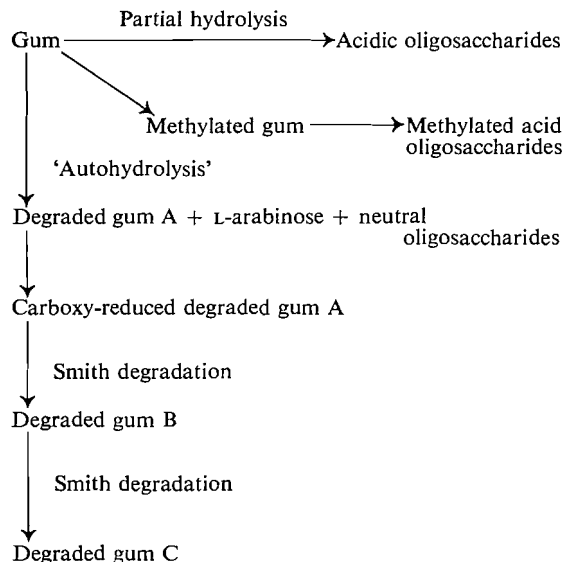 Partial hydrolysis
Gum
Acidic oligosaccharides
Methylated gum
Methylated acid
oligosaccharides
‘Autohydrolysis’
Degraded gum A + L-arabinose + neutral
oligosaccharides
Carboxy-reduced degraded gum A
Smith degradation
Degraded gum B
Smith degradation
Degraded gum C